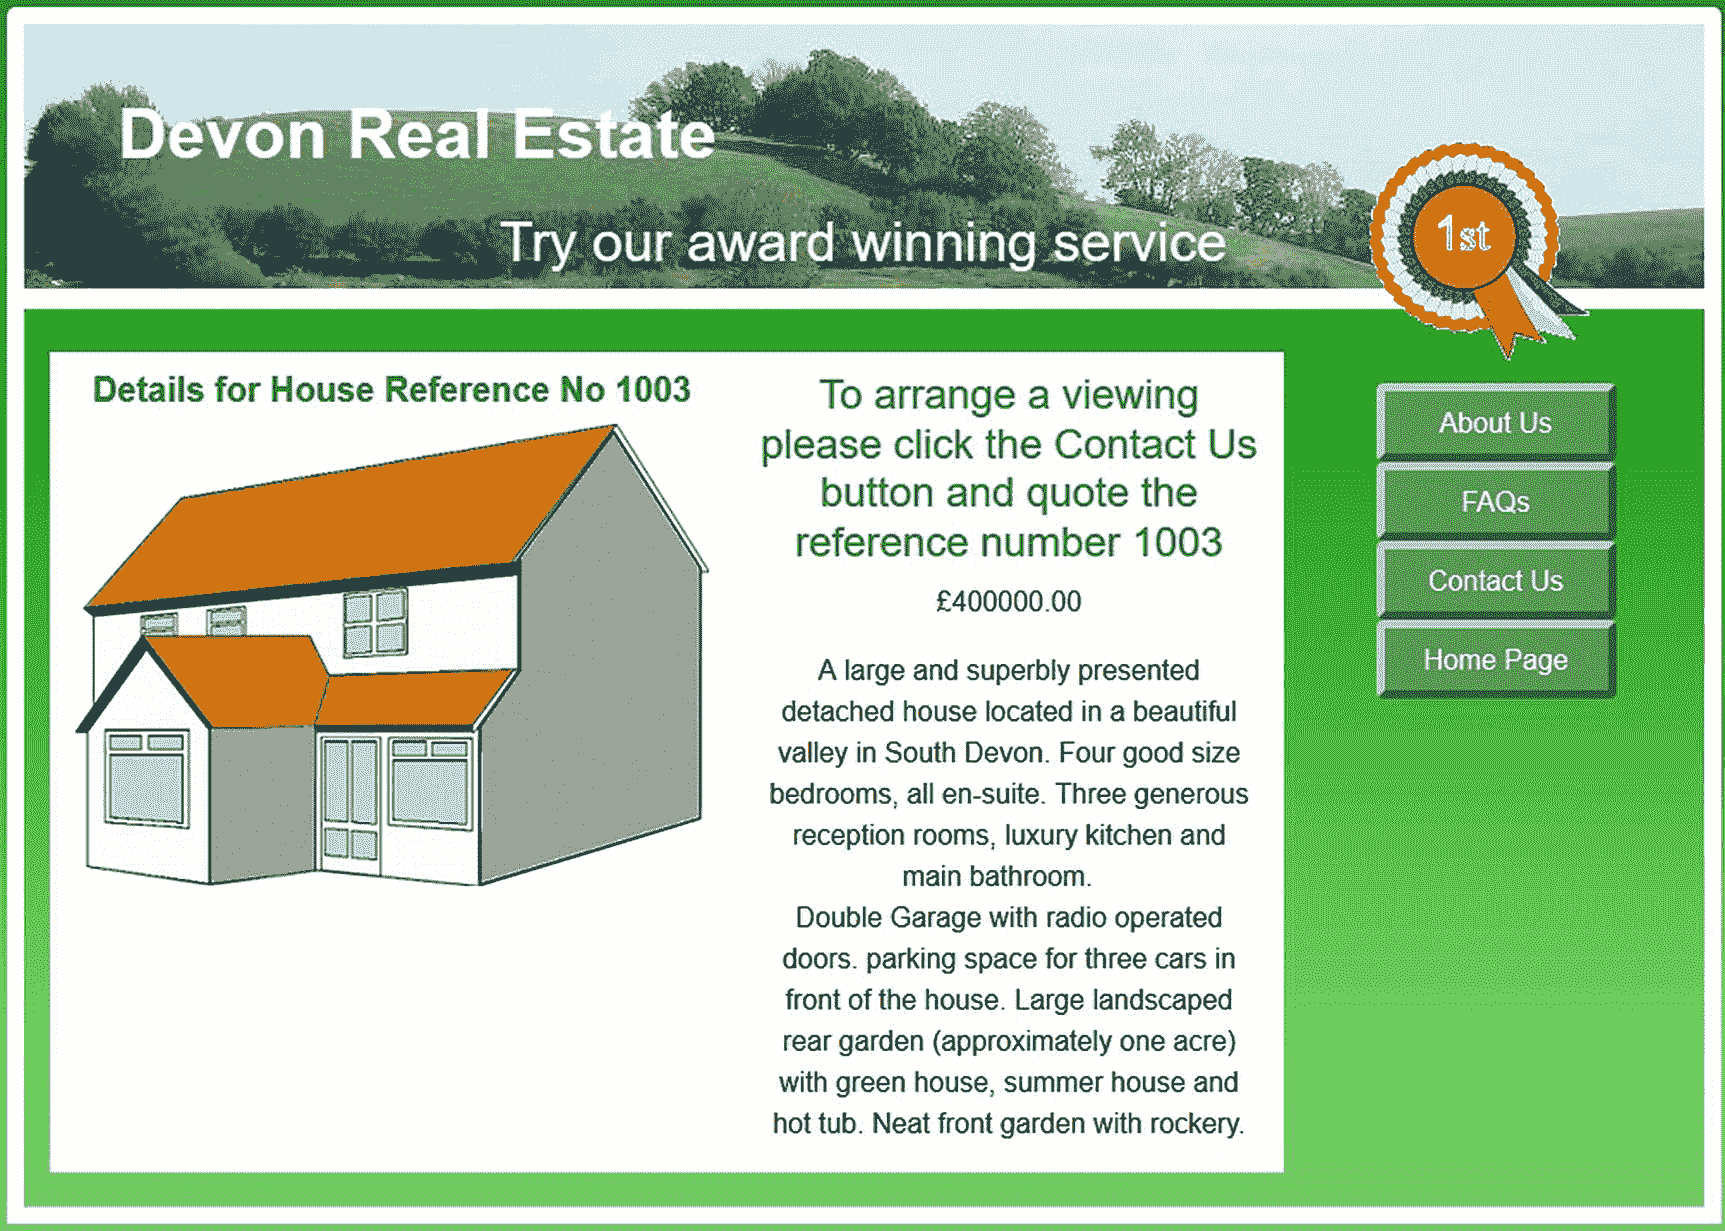 Devon Real Estate
Try our award winning service
1st
Details for House Reference No 1003
To arrange a viewing
please click the Contact Us
button and quote the
reference number 1003
£400000.00
A large and superbly presented
detached house located in a beautiful
valley in South Devon. Four good size
bedrooms, all en-suite. Three generous
reception rooms, luxury kitchen and
main bathroom.
Double Garage with radio operated
doors. parking space for three cars in
front of the house. Large landscaped
rear garden (approximately one acre)
with green house, summer house and
hot tub. Neat front garden with rockery.
About Us
FAQs
Contact Us
Home Page